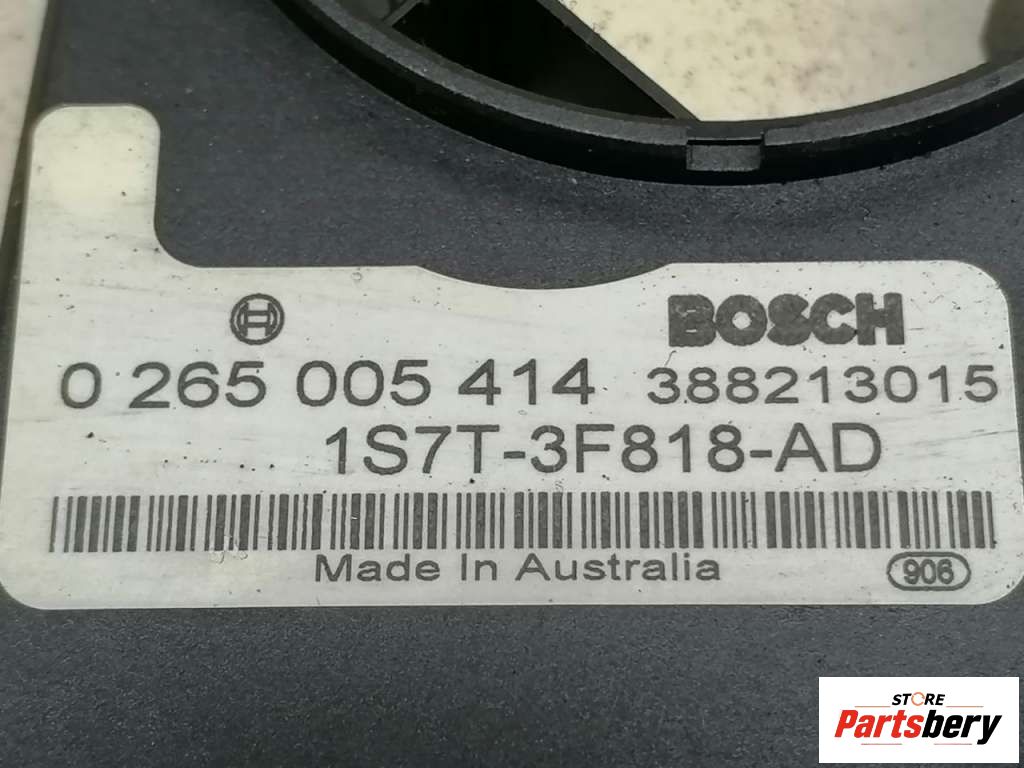 BOSCH
0 265 005 414 388213015
1S7T-3F818-AD
Made In Australia 906
STORE
Partsbery